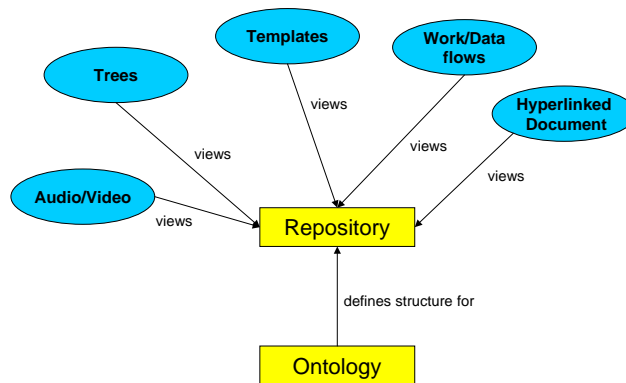 Templates
Work/Data
flows
Trees
Hyperlinked
Document
views
views
views
views
Audio/Video
views
Repository
defines structure for
Ontology